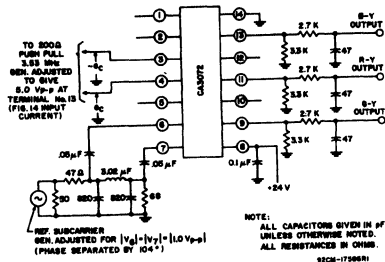 B-Y OUTPUT
R-Y OUTPUT
G-Y OUTPUT
TO 200Ω
PUSH PULL
3.53 MHz
GEN. ADJUSTED
TO GIVE
5.0 Vp-p AT
TERMINAL No.13
(FIG.14 INPUT
CURRENT)
ec
ec
1
2
3
4
5
6
7
CA3072
14
13
12
11
10
9
8
2.7 K
3.3 K
47
2.7 K
3.3 K
47
2.7 K
3.3 K
47
.05 μF
.05 μF
0.1 μF
+24 V
47Ω
3.02 μF
50
820
820
68
REF. SUBCARRIER
GEN. ADJUSTED FOR |V6| = |V7| = |1.0 Vp-p|
(PHASE SEPARATED BY 104°)
NOTE:
ALL CAPACITORS GIVEN IN pF
UNLESS OTHERWISE NOTED.
ALL RESISTANCES IN OHMS.
92CM-17586R1